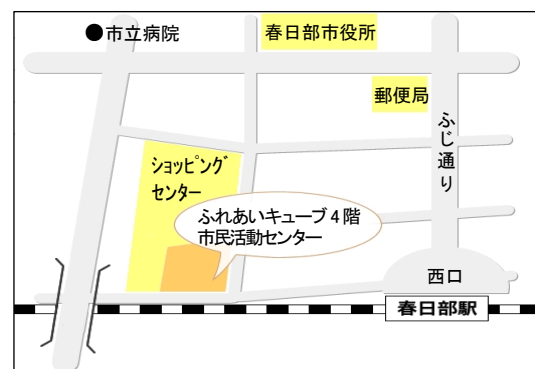 ●市立病院
春日部市役所
郵便局
ふじ通り
ショッピング
センター
ふれあいキューブ4階
市民活動センター
西口
春日部駅